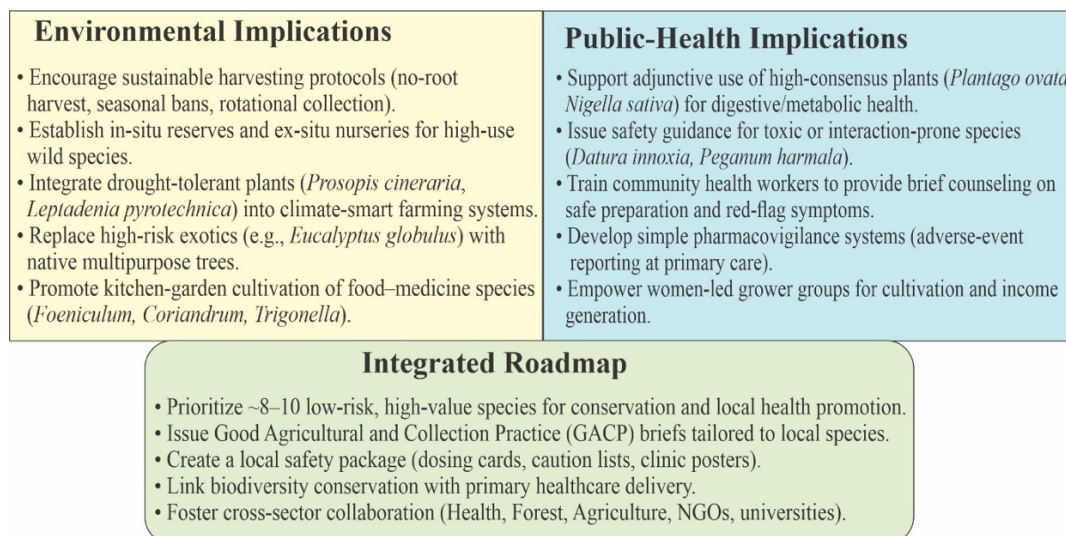 Environmental Implications
• Encourage sustainable harvesting protocols (no-root
harvest, seasonal bans, rotational collection).
• Establish in-situ reserves and ex-situ nurseries for high-use
wild species.
• Integrate drought-tolerant plants (Prosopis cineraria,
Leptadenia pyrotechnica) into climate-smart farming systems.
• Replace high-risk exotics (e.g., Eucalyptus globulus) with
native multipurpose trees.
• Promote kitchen-garden cultivation of food–medicine species
(Foeniculum, Coriandrum, Trigonella).
Public-Health Implications
• Support adjunctive use of high-consensus plants (Plantago ovata
Nigella sativa) for digestive/metabolic health.
• Issue safety guidance for toxic or interaction-prone species
(Datura innoxia, Peganum harmala).
• Train community health workers to provide brief counseling on
safe preparation and red-flag symptoms.
• Develop simple pharmacovigilance systems (adverse-event
reporting at primary care).
• Empower women-led grower groups for cultivation and income
generation.
Integrated Roadmap
• Prioritize ~8–10 low-risk, high-value species for conservation and local health promotion.
• Issue Good Agricultural and Collection Practice (GACP) briefs tailored to local species.
• Create a local safety package (dosing cards, caution lists, clinic posters).
• Link biodiversity conservation with primary healthcare delivery.
• Foster cross-sector collaboration (Health, Forest, Agriculture, NGOs, universities).